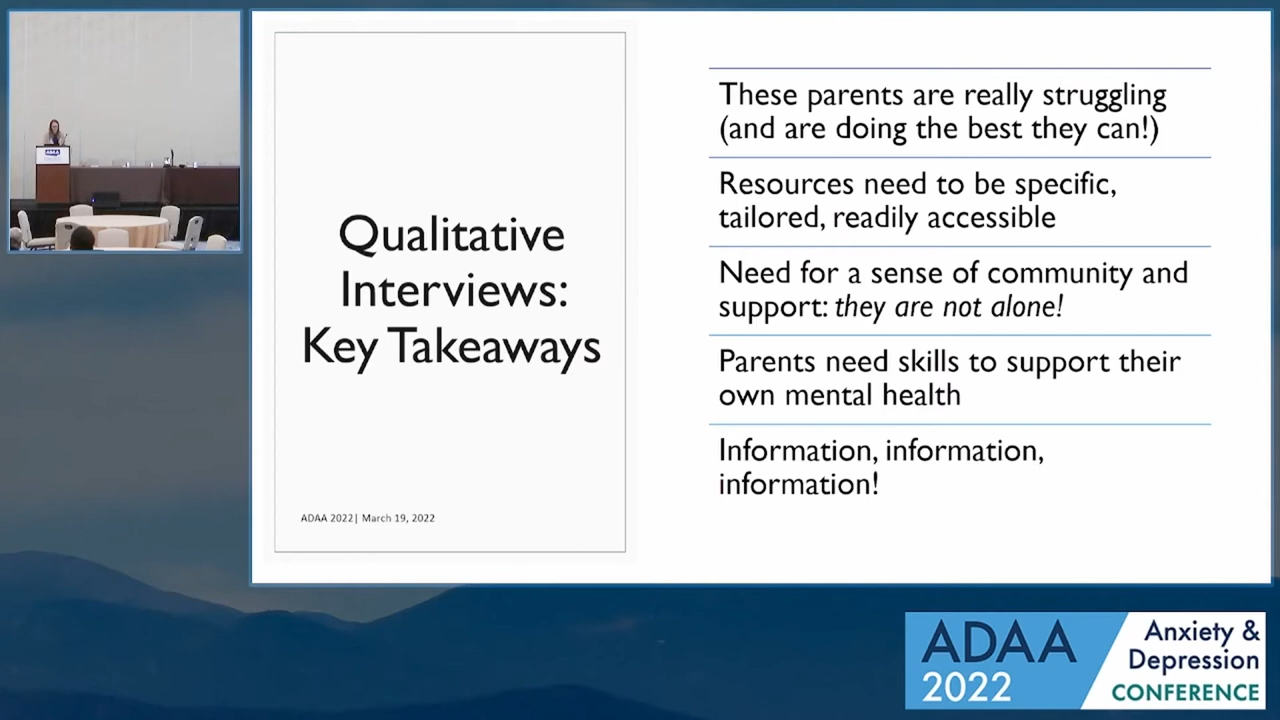 Qualitative
Interviews:
Key Takeaways
ADAA 2022| March 19, 2022
These parents are really struggling
(and are doing the best they can!)
Resources need to be specific,
tailored, readily accessible
Need for a sense of community and
support: they are not alone!
Parents need skills to support their
own mental health
Information, information,
information!
ADAA
2022
Anxiety &
Depression
CONFERENCE